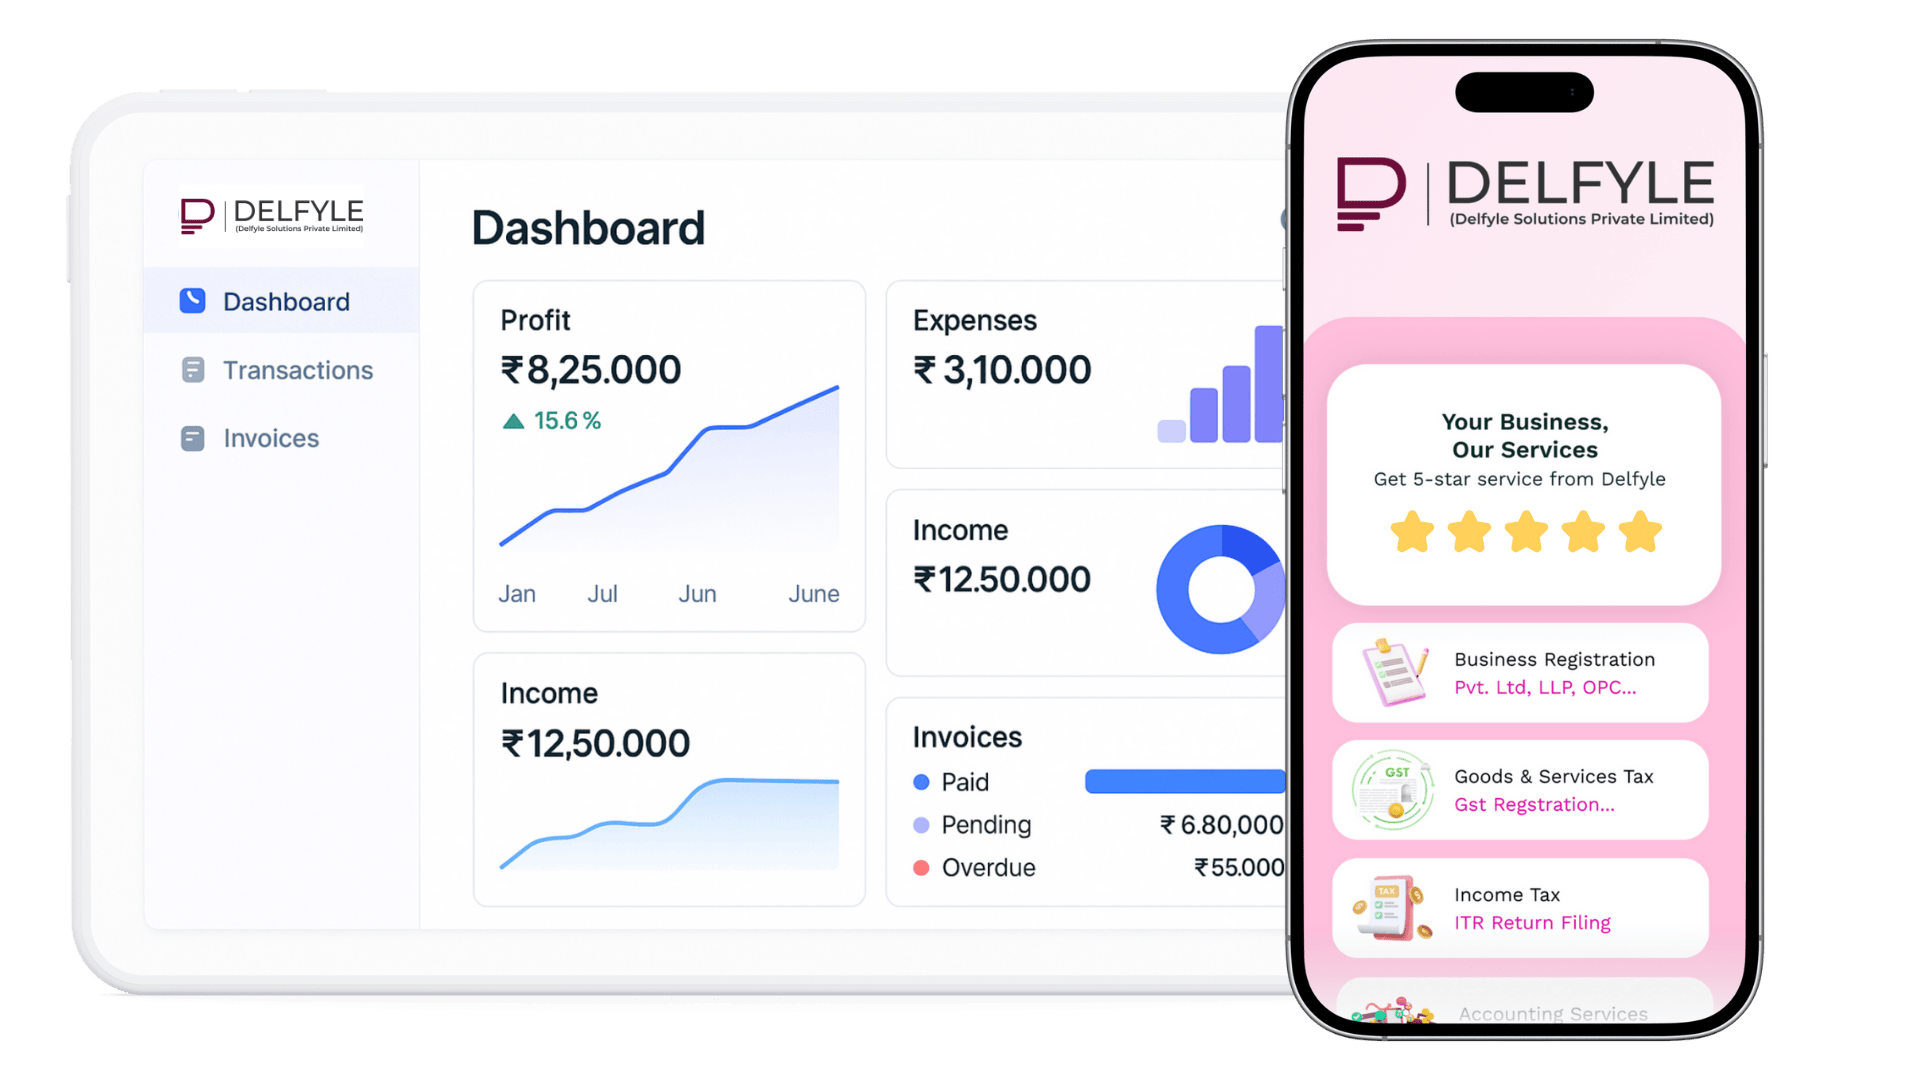 DELFYLE
(Delfyle Solutions Private Limited)
Dashboard
Transactions
Invoices
Dashboard
Profit
₹8,25.000
15.6%
Jan Jul Jun June
Income
₹12,50.000
Expenses
₹ 3,10.000
Income
₹12.50.000
Invoices
Paid
Pending ₹ 6.80,000
Overdue ₹55.000
DELFYLE
(Delfyle Solutions Private Limited)
Your Business,
Our Services
Get 5-star service from Delfyle
Business Registration
Pvt. Ltd, LLP, OPC...
GST
Goods & Services Tax
Gst Regstration...
TAX
Income Tax
ITR Return Filing
Accounting Services